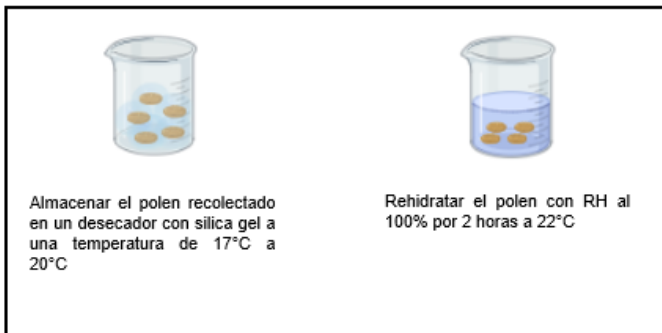 Almacenar el polen recolectado
en un desecador con silica gel a
una temperatura de 17°C a
20°C
Rehidratar el polen con RH al
100% por 2 horas a 22°C